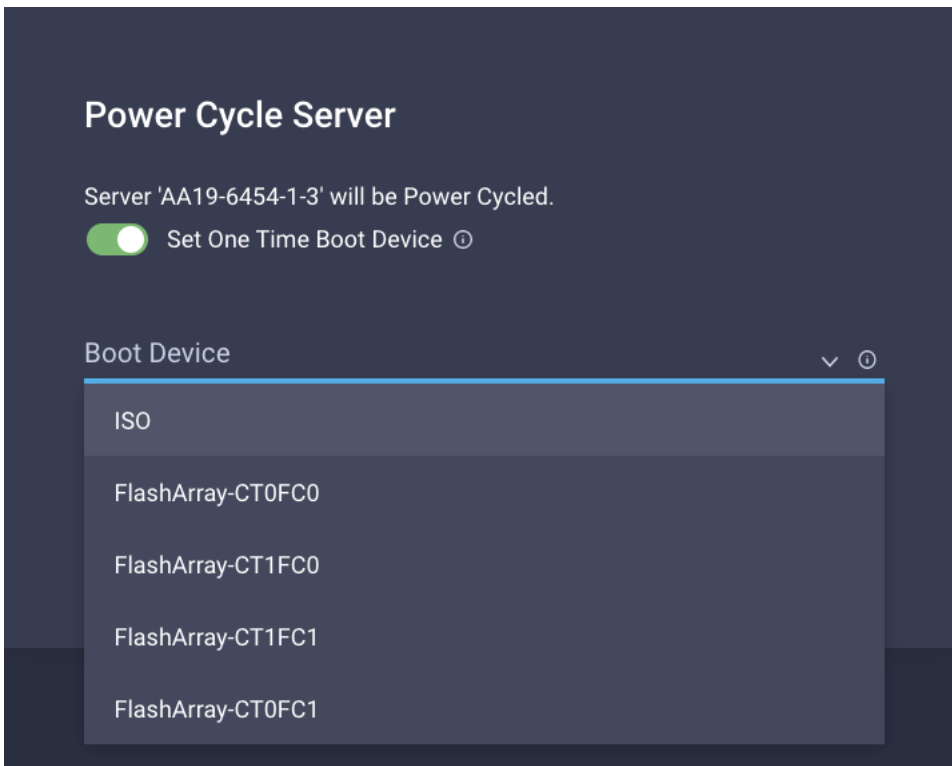 Power Cycle Server
Server 'AA19-6454-1-3' will be Power Cycled.
Set One Time Boot Device
Boot Device
ISO
FlashArray-CT0FC0
FlashArray-CT1FC0
FlashArray-CT1FC1
FlashArray-CT0FC1